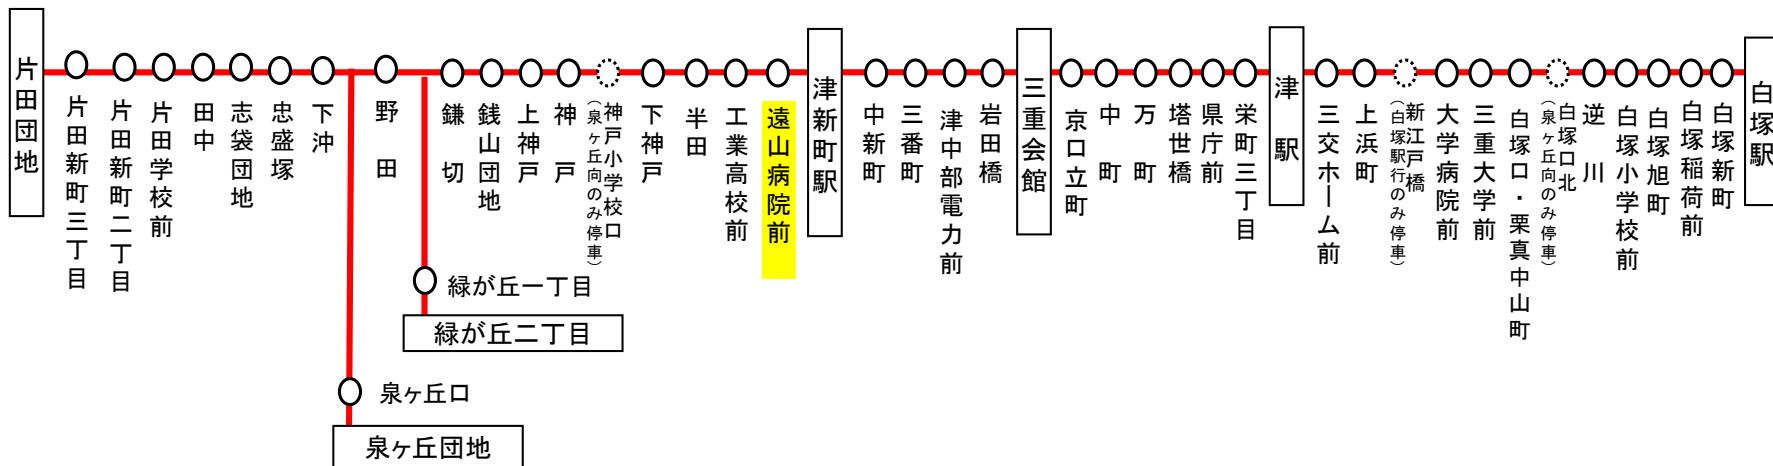 片田団地
片田新町三丁目
片田新町二丁目
片田学校前
田中
志袋団地
忠盛塚
下沖
野田
鎌切
銭山団地
上神戸
神戸
神戸小学校口
（泉ヶ丘向のみ停車）
下神戸
半田
工業高校前
遠山病院前
津新町駅
中新町
三番町
津中部電力前
岩田橋
三重会館
京口立町
中町
万町
塔世橋
県庁前
栄町三丁目
津駅
三交ホーム前
上浜町
新江戸橋
（白塚駅行のみ停車）
大学病院前
三重大学前
白塚口・栗真中山町
白塚口北
（泉ヶ丘向のみ停車）
逆川
白塚小学校前
白塚旭町
白塚稲荷前
白塚新町
白塚駅
緑が丘一丁目
緑が丘二丁目
泉ヶ丘口
泉ヶ丘団地